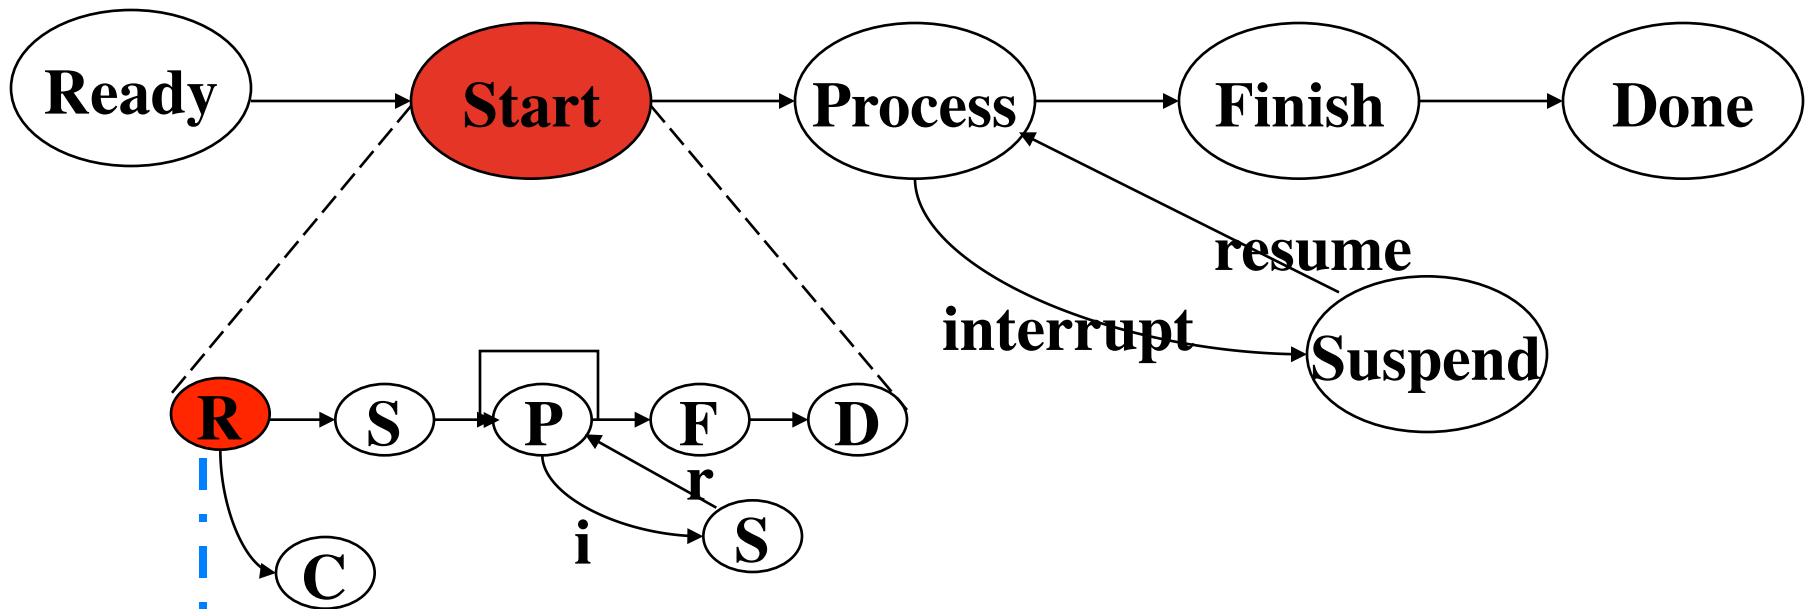 Ready
Start
Process
Finish
Done
resume
interrupt
Suspend
R
S
P
F
D
r
i
S
C